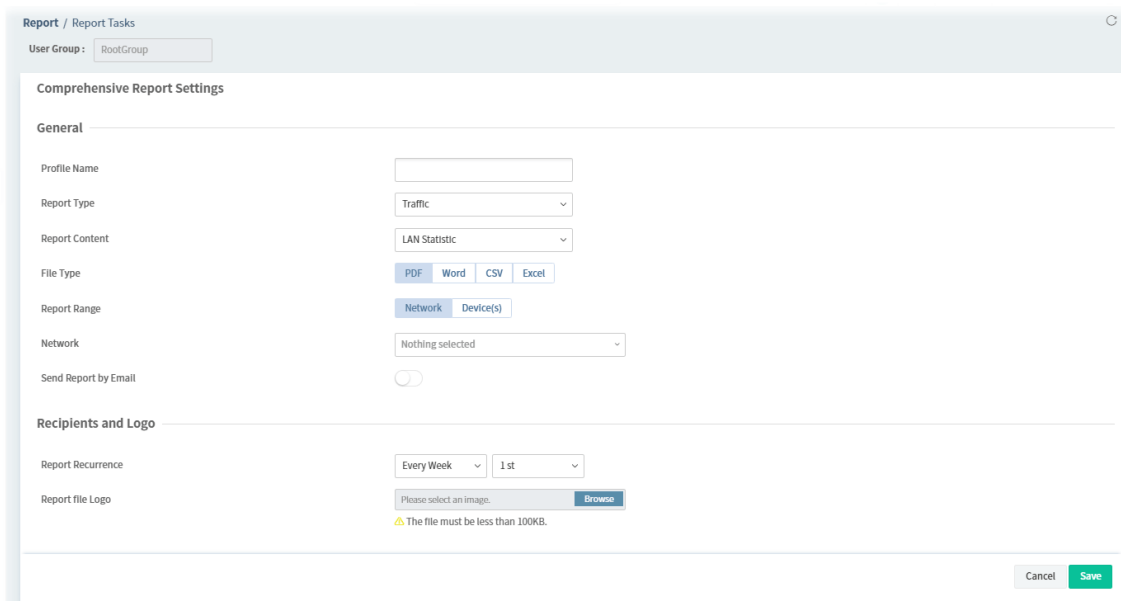 Report / Report Tasks
User Group : RootGroup
Comprehensive Report Settings
General
Profile Name
Report Type Traffic
Report Content LAN Statistic
File Type PDF Word CSV Excel
Report Range Network Device(s)
Network Nothing selected
Send Report by Email
Recipients and Logo
Report Recurrence Every Week 1 st
Report file Logo Please select an image. Browse
The file must be less than 100KB.
Cancel Save